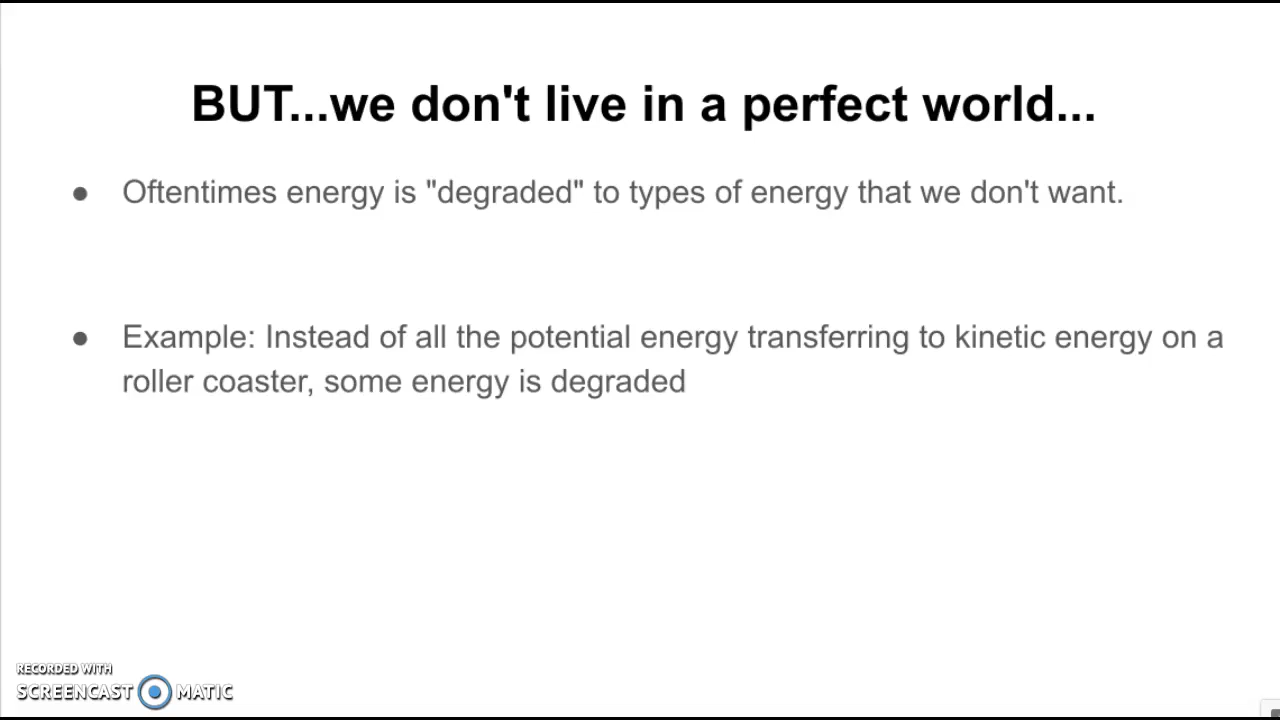 BUT...we don't live in a perfect world...
● Oftentimes energy is "degraded" to types of energy that we don't want.
● Example: Instead of all the potential energy transferring to kinetic energy on a
roller coaster, some energy is degraded
RECORDED WITH
SCREENCAST MATIC